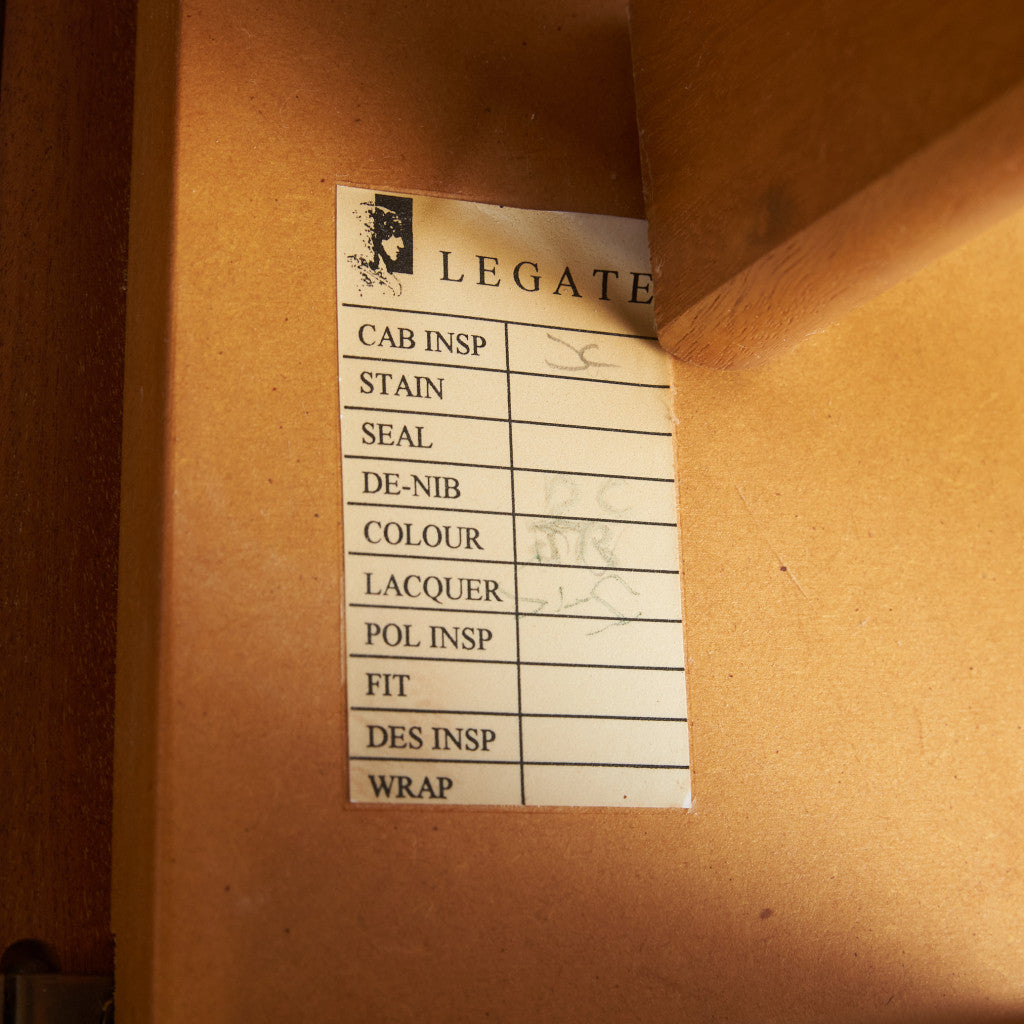 LEGATE
CAB INSP
STAIN
SEAL
DE-NIB
COLOUR
LACQUER
POL INSP
FIT
DES INSP
WRAP